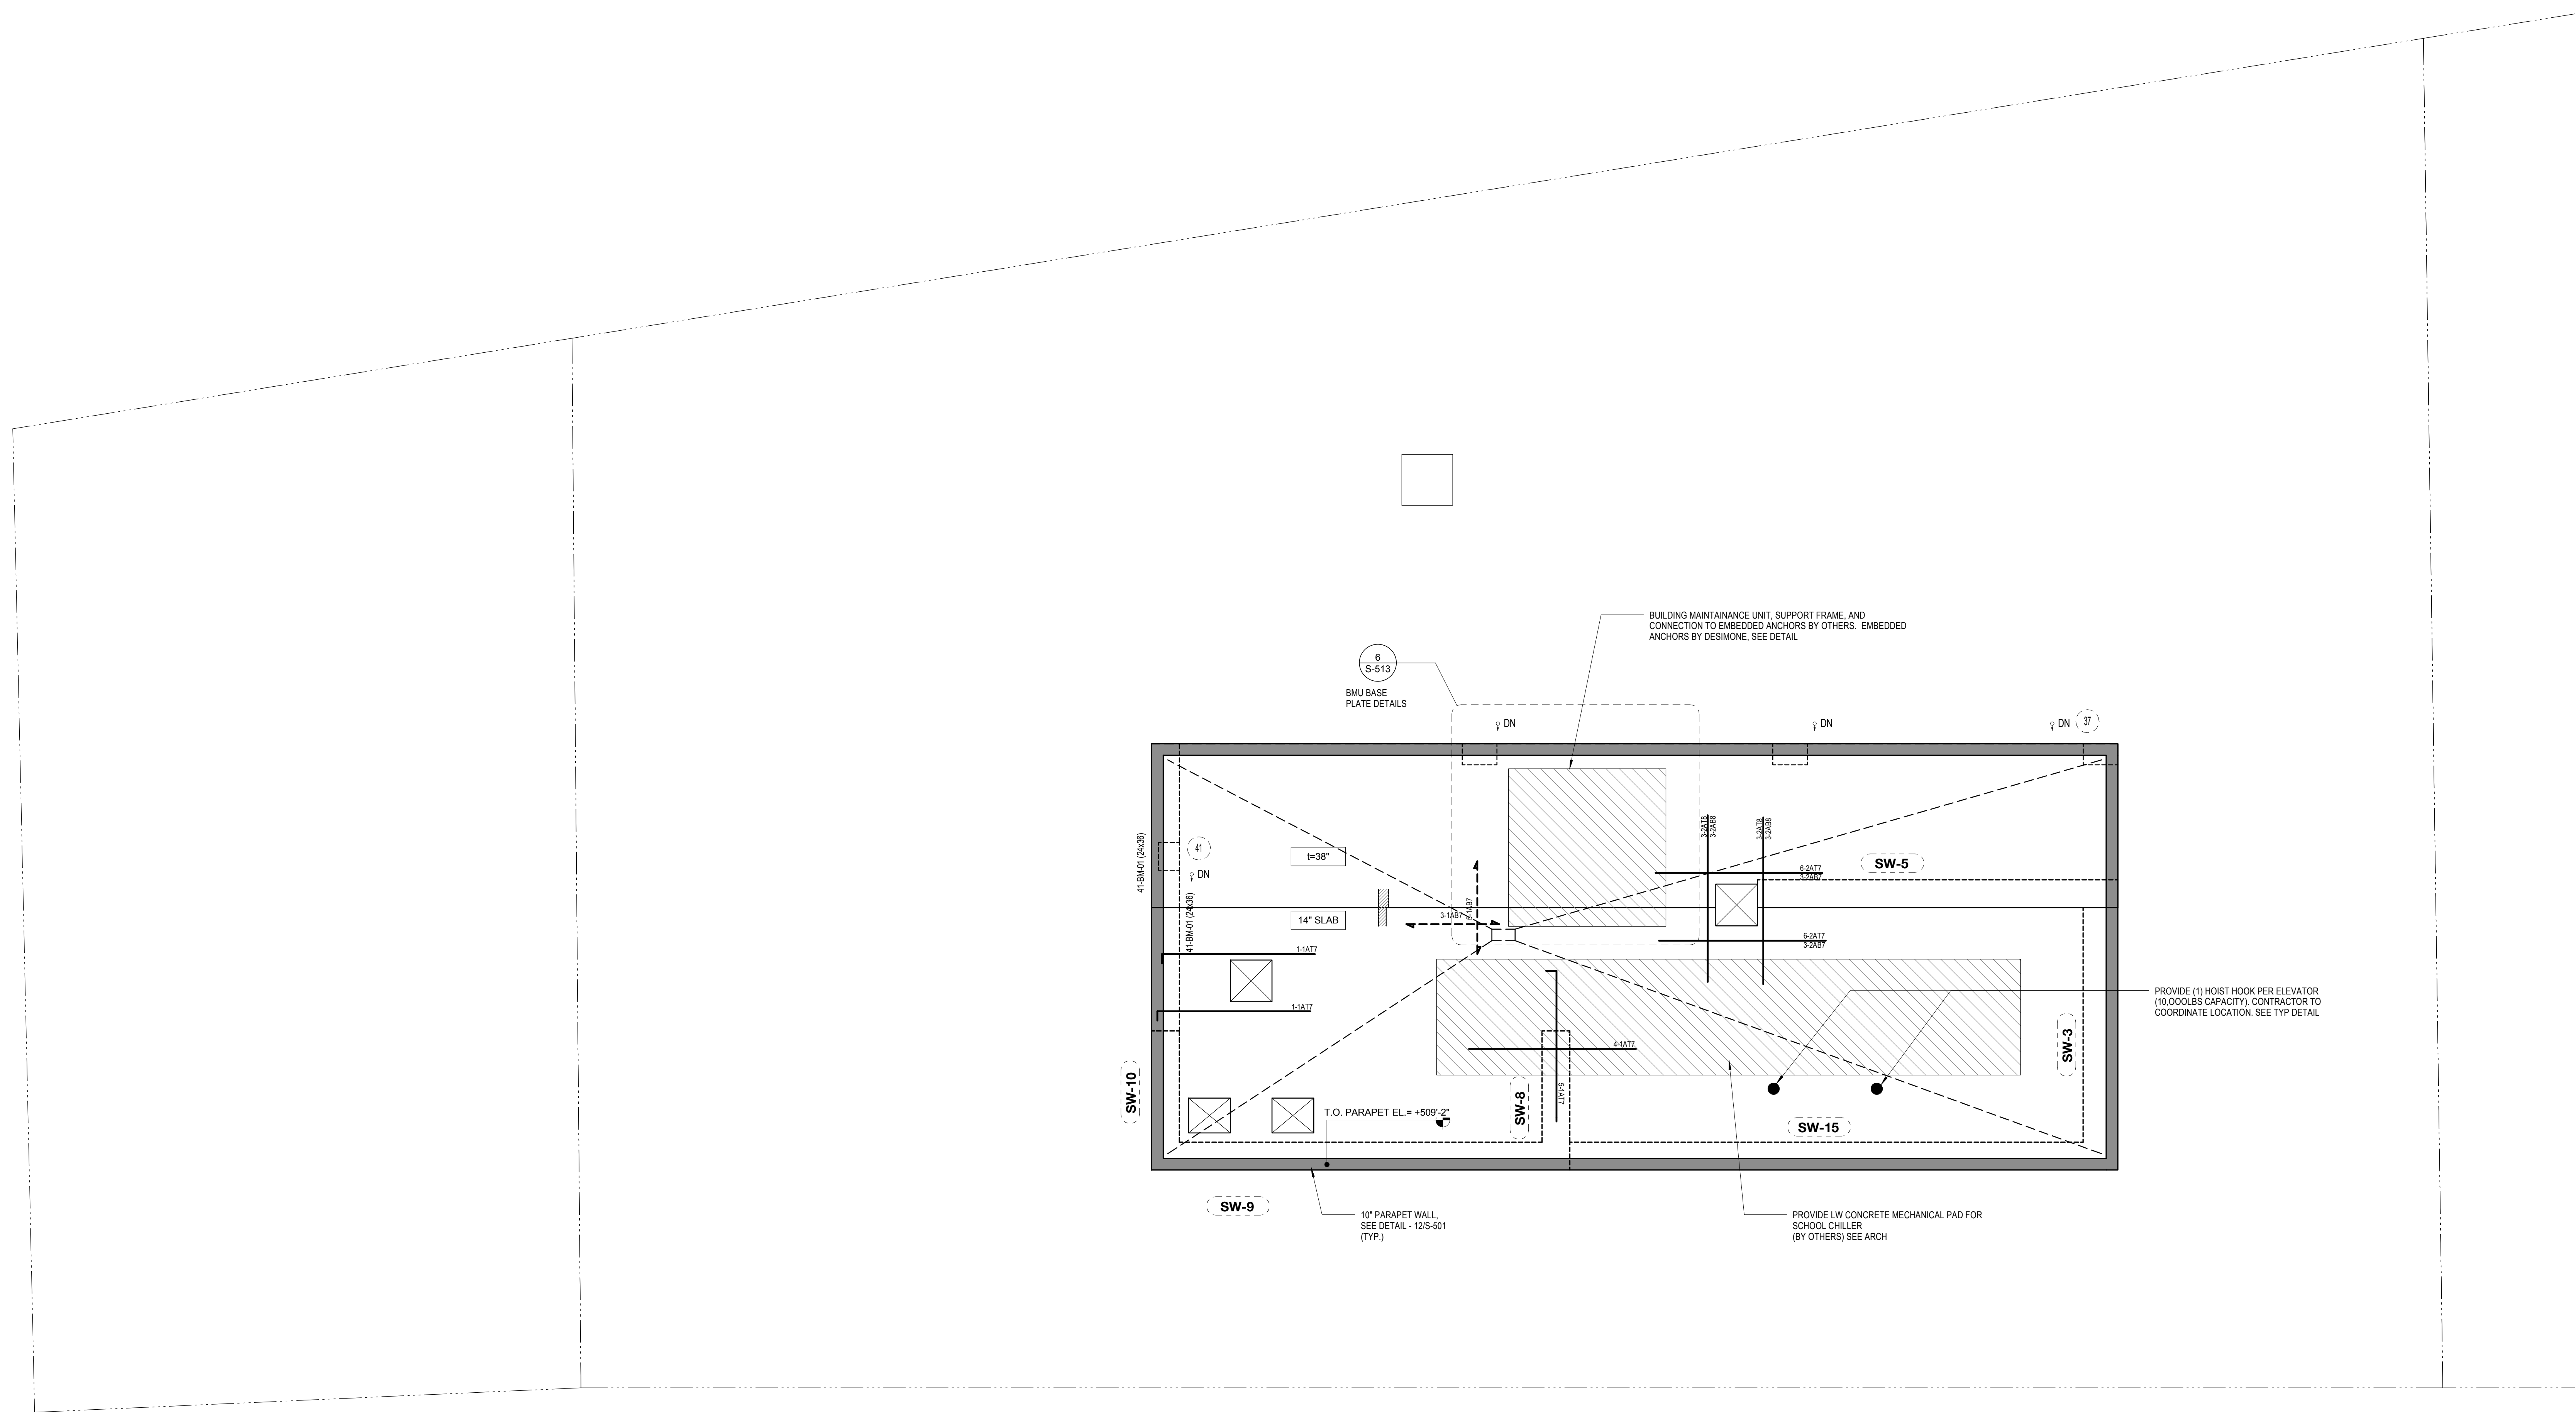 BUILDING MAINTAINANCE UNIT, SUPPORT FRAME, AND
CONNECTION TO EMBEDDED ANCHORS BY OTHERS. EMBEDDED
ANCHORS BY DESIMONE, SEE DETAIL
6
S-513
BMU BASE
PLATE DETAILS
DN
DN
DN
37
41-BM-01 (24x36)
41
DN
41-BM-01 (24x36)
t=38"
14" SLAB
3-1AB7
3-1AB7
3-2AT8
3-2AB8
3-2AT8
3-2AB8
6-2AT7
3-2AB7
SW-5
6-2AT7
3-2AB7
1-1AT7
1-1AT7
PROVIDE (1) HOIST HOOK PER ELEVATOR
(10,OOOLBS CAPACITY). CONTRACTOR TO
COORDINATE LOCATION. SEE TYP DETAIL
SW-3
4-1AT7
5-1AT7
SW-10
SW-8
T.O. PARAPET EL.= +509'-2"
SW-15
SW-9
10" PARAPET WALL,
SEE DETAIL - 12/S-501
(TYP.)
PROVIDE LW CONCRETE MECHANICAL PAD FOR
SCHOOL CHILLER
(BY OTHERS) SEE ARCH